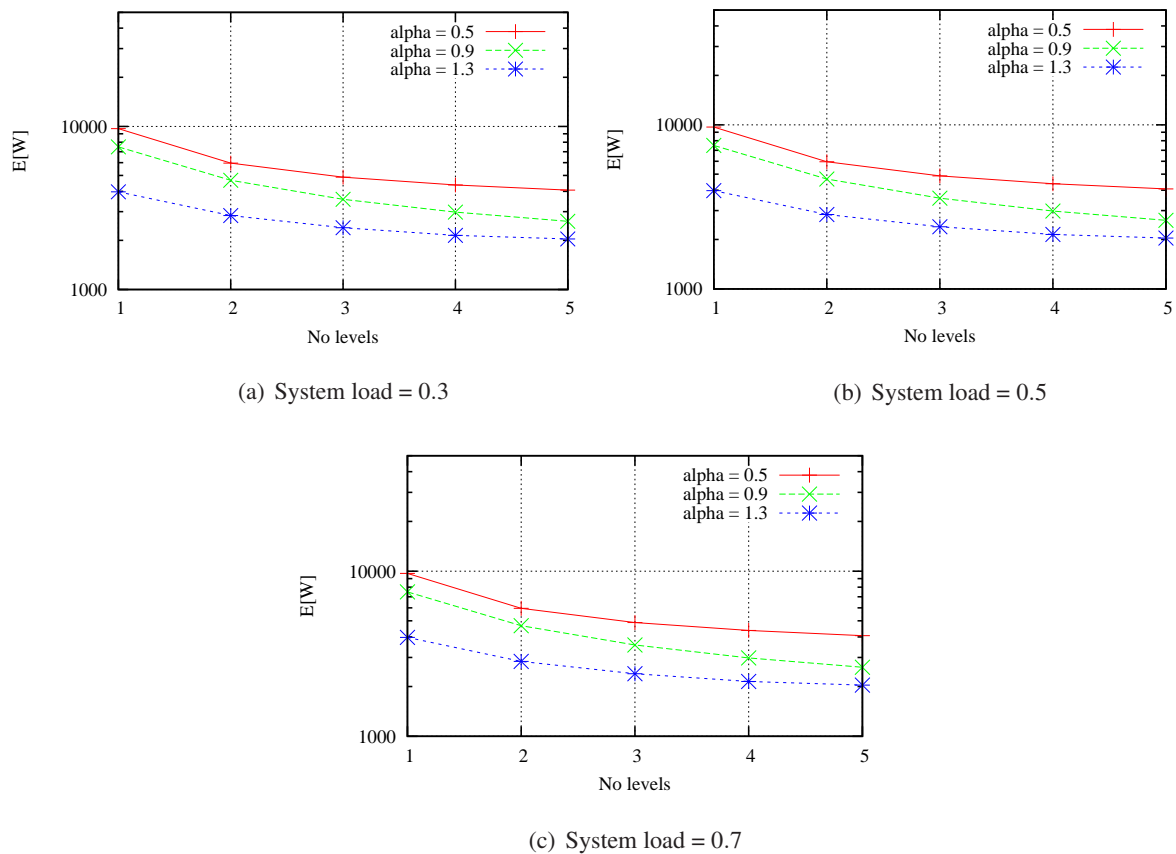 alpha = 0.5
alpha = 0.9
alpha = 1.3
10000
1000
E[W]
1 2 3 4 5
No levels
(a) System load = 0.3
alpha = 0.5
alpha = 0.9
alpha = 1.3
10000
1000
E[W]
1 2 3 4 5
No levels
(b) System load = 0.5
alpha = 0.5
alpha = 0.9
alpha = 1.3
10000
1000
E[W]
1 2 3 4 5
No levels
(c) System load = 0.7